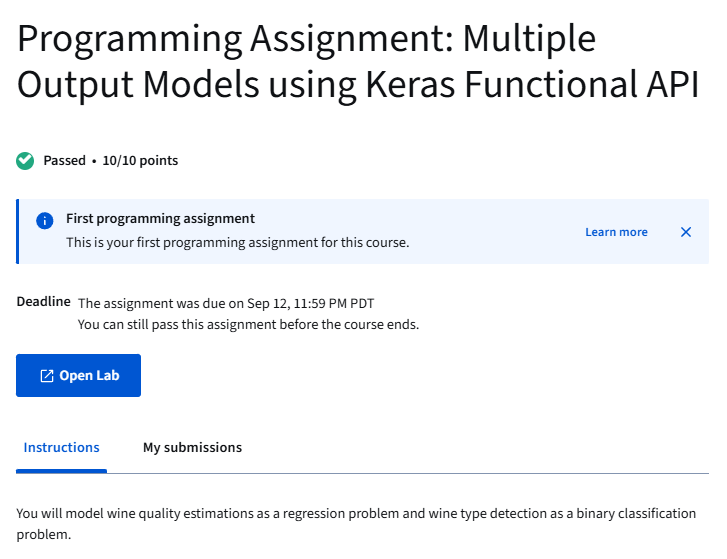 Programming Assignment: Multiple
Output Models using Keras Functional API
Passed • 10/10 points
First programming assignment
This is your first programming assignment for this course.
Learn more
Deadline The assignment was due on Sep 12, 11:59 PM PDT
You can still pass this assignment before the course ends.
Open Lab
Instructions My submissions
You will model wine quality estimations as a regression problem and wine type detection as a binary classification
problem.